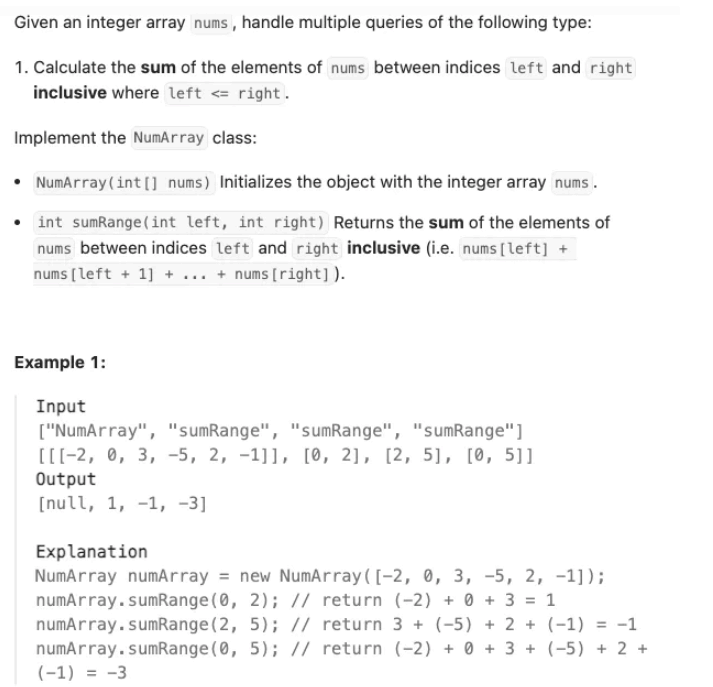 Given an integer array nums, handle multiple queries of the following type:
1. Calculate the sum of the elements of nums between indices left and right
inclusive where left <= right.
Implement the NumArray class:
• NumArray(int[] nums) Initializes the object with the integer array nums.
• int sumRange(int left, int right) Returns the sum of the elements of
nums between indices left and right inclusive (i.e. nums[left] +
nums[left + 1] + ... + nums[right]).
Example 1:
Input
["NumArray", "sumRange", "sumRange", "sumRange"]
[[[-2, 0, 3, -5, 2, -1]], [0, 2], [2, 5], [0, 5]]
Output
[null, 1, -1, -3]
Explanation
NumArray numArray = new NumArray([-2, 0, 3, -5, 2, -1]);
numArray.sumRange(0, 2); // return (-2) + 0 + 3 = 1
numArray.sumRange(2, 5); // return 3 + (-5) + 2 + (-1) = -1
numArray.sumRange(0, 5); // return (-2) + 0 + 3 + (-5) + 2 +
(-1) = -3